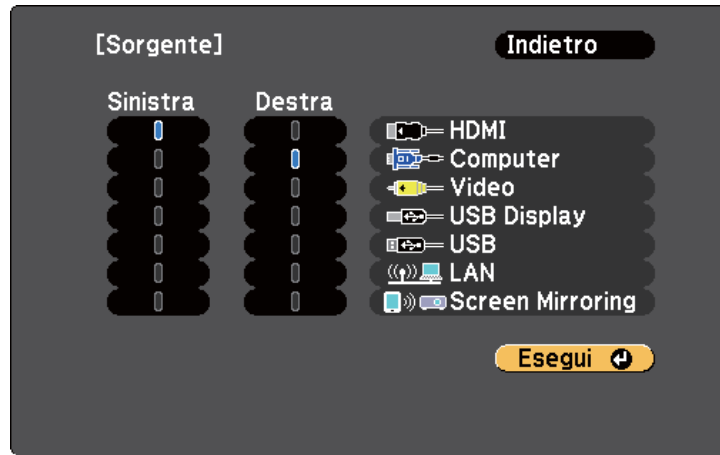 [Sorgente] Indietro
Sinistra Destra
HDMI
Computer
Video
USB Display
USB
LAN
Screen Mirroring
Esegui